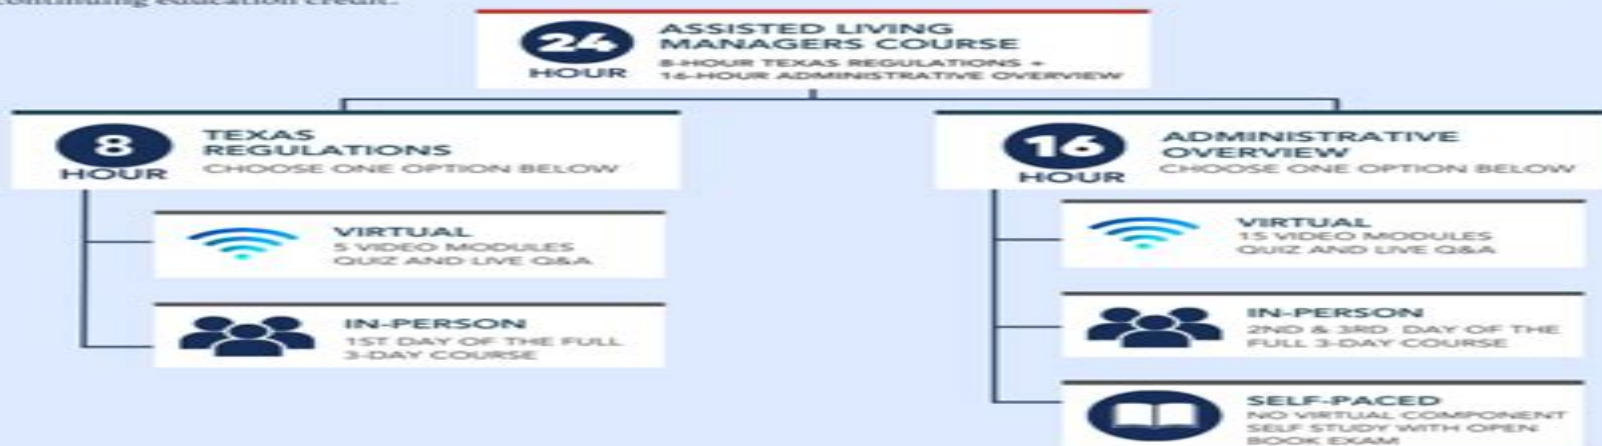 continuing education credit.
24
HOUR
ASSISTED LIVING
MANAGERS COURSE
8-HOUR TEXAS REGULATIONS +
16-HOUR ADMINISTRATIVE OVERVIEW
8
HOUR
TEXAS
REGULATIONS
CHOOSE ONE OPTION BELOW
VIRTUAL
5 VIDEO MODULES
QUIZ AND LIVE Q&A
IN-PERSON
1ST DAY OF THE FULL
3-DAY COURSE
16
HOUR
ADMINISTRATIVE
OVERVIEW
CHOOSE ONE OPTION BELOW
VIRTUAL
15 VIDEO MODULES
QUIZ AND LIVE Q&A
IN-PERSON
2ND & 3RD DAY OF THE
FULL 3-DAY COURSE
SELF-PACED
NO VIRTUAL COMPONENT
SELF STUDY WITH OPEN
BOOK EXAM